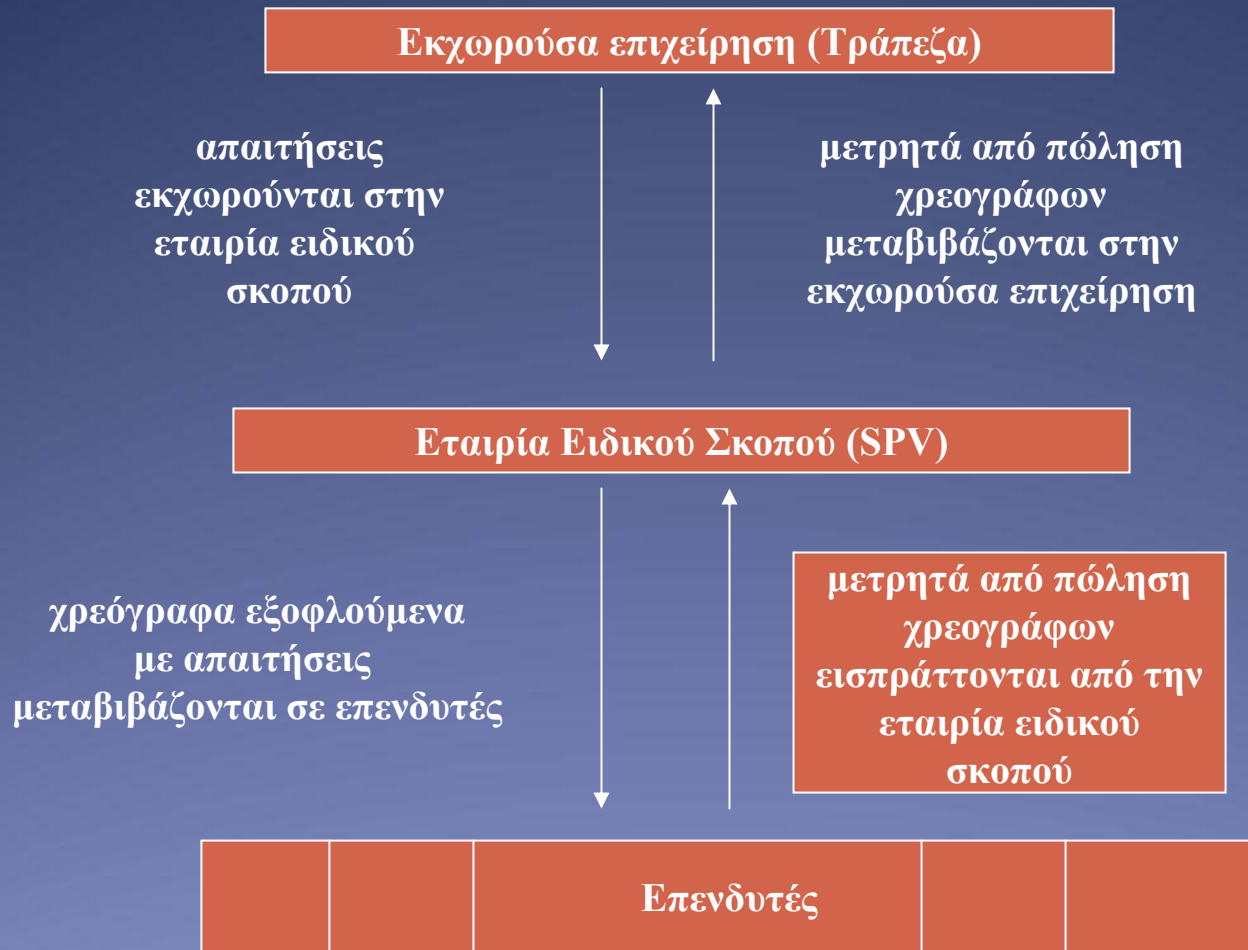 Εκχωρούσα επιχείρηση (Τράπεζα)
απαιτήσεις
εκχωρούνται στην
εταιρία ειδικού
σκοπού
μετρητά από πώληση
χρεογράφων
μεταβιβάζονται στην
εκχωρούσα επιχείρηση
Εταιρία Ειδικού Σκοπού (SPV)
χρεόγραφα εξοφλούμενα
με απαιτήσεις
μεταβιβάζονται σε επενδυτές
μετρητά από πώληση
χρεογράφων
εισπράττονται από την
εταιρία ειδικού
σκοπού
Επενδυτές